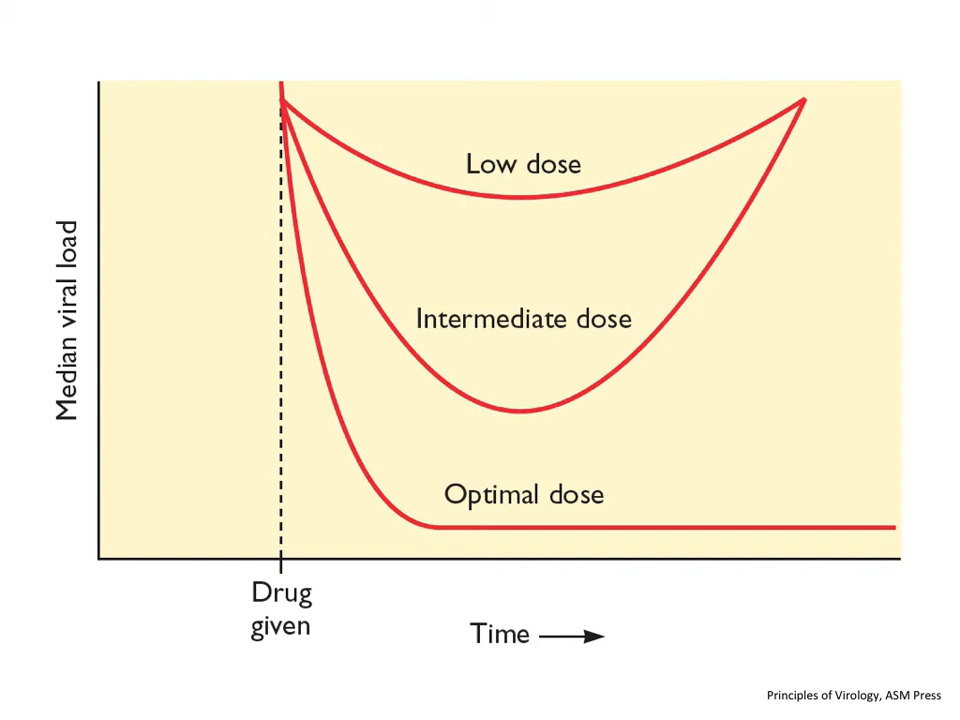 Low dose
Intermediate dose
Optimal dose
Median viral load
Drug
given
Time
Principles of Virology, ASM Press